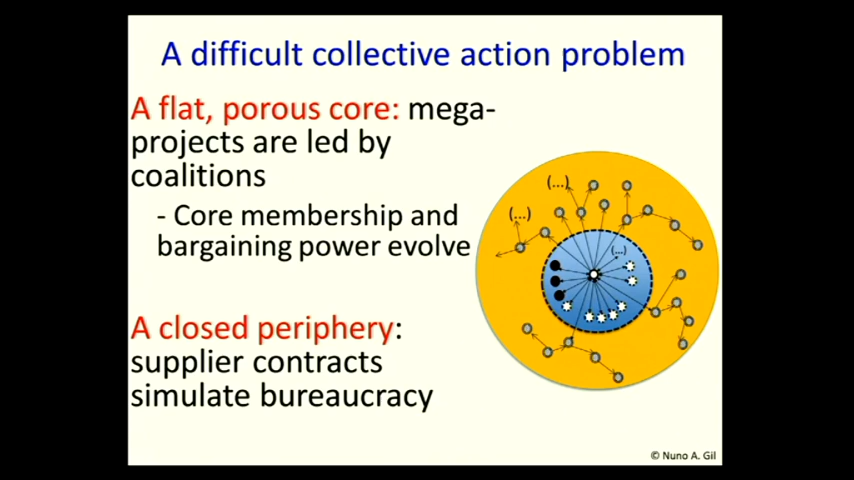 A difficult collective action problem
A flat, porous core: mega-
projects are led by
coalitions
- Core membership and
bargaining power evolve
A closed periphery:
supplier contracts
simulate bureaucracy
(...)
(...)
(...)
© Nuno A. Gil